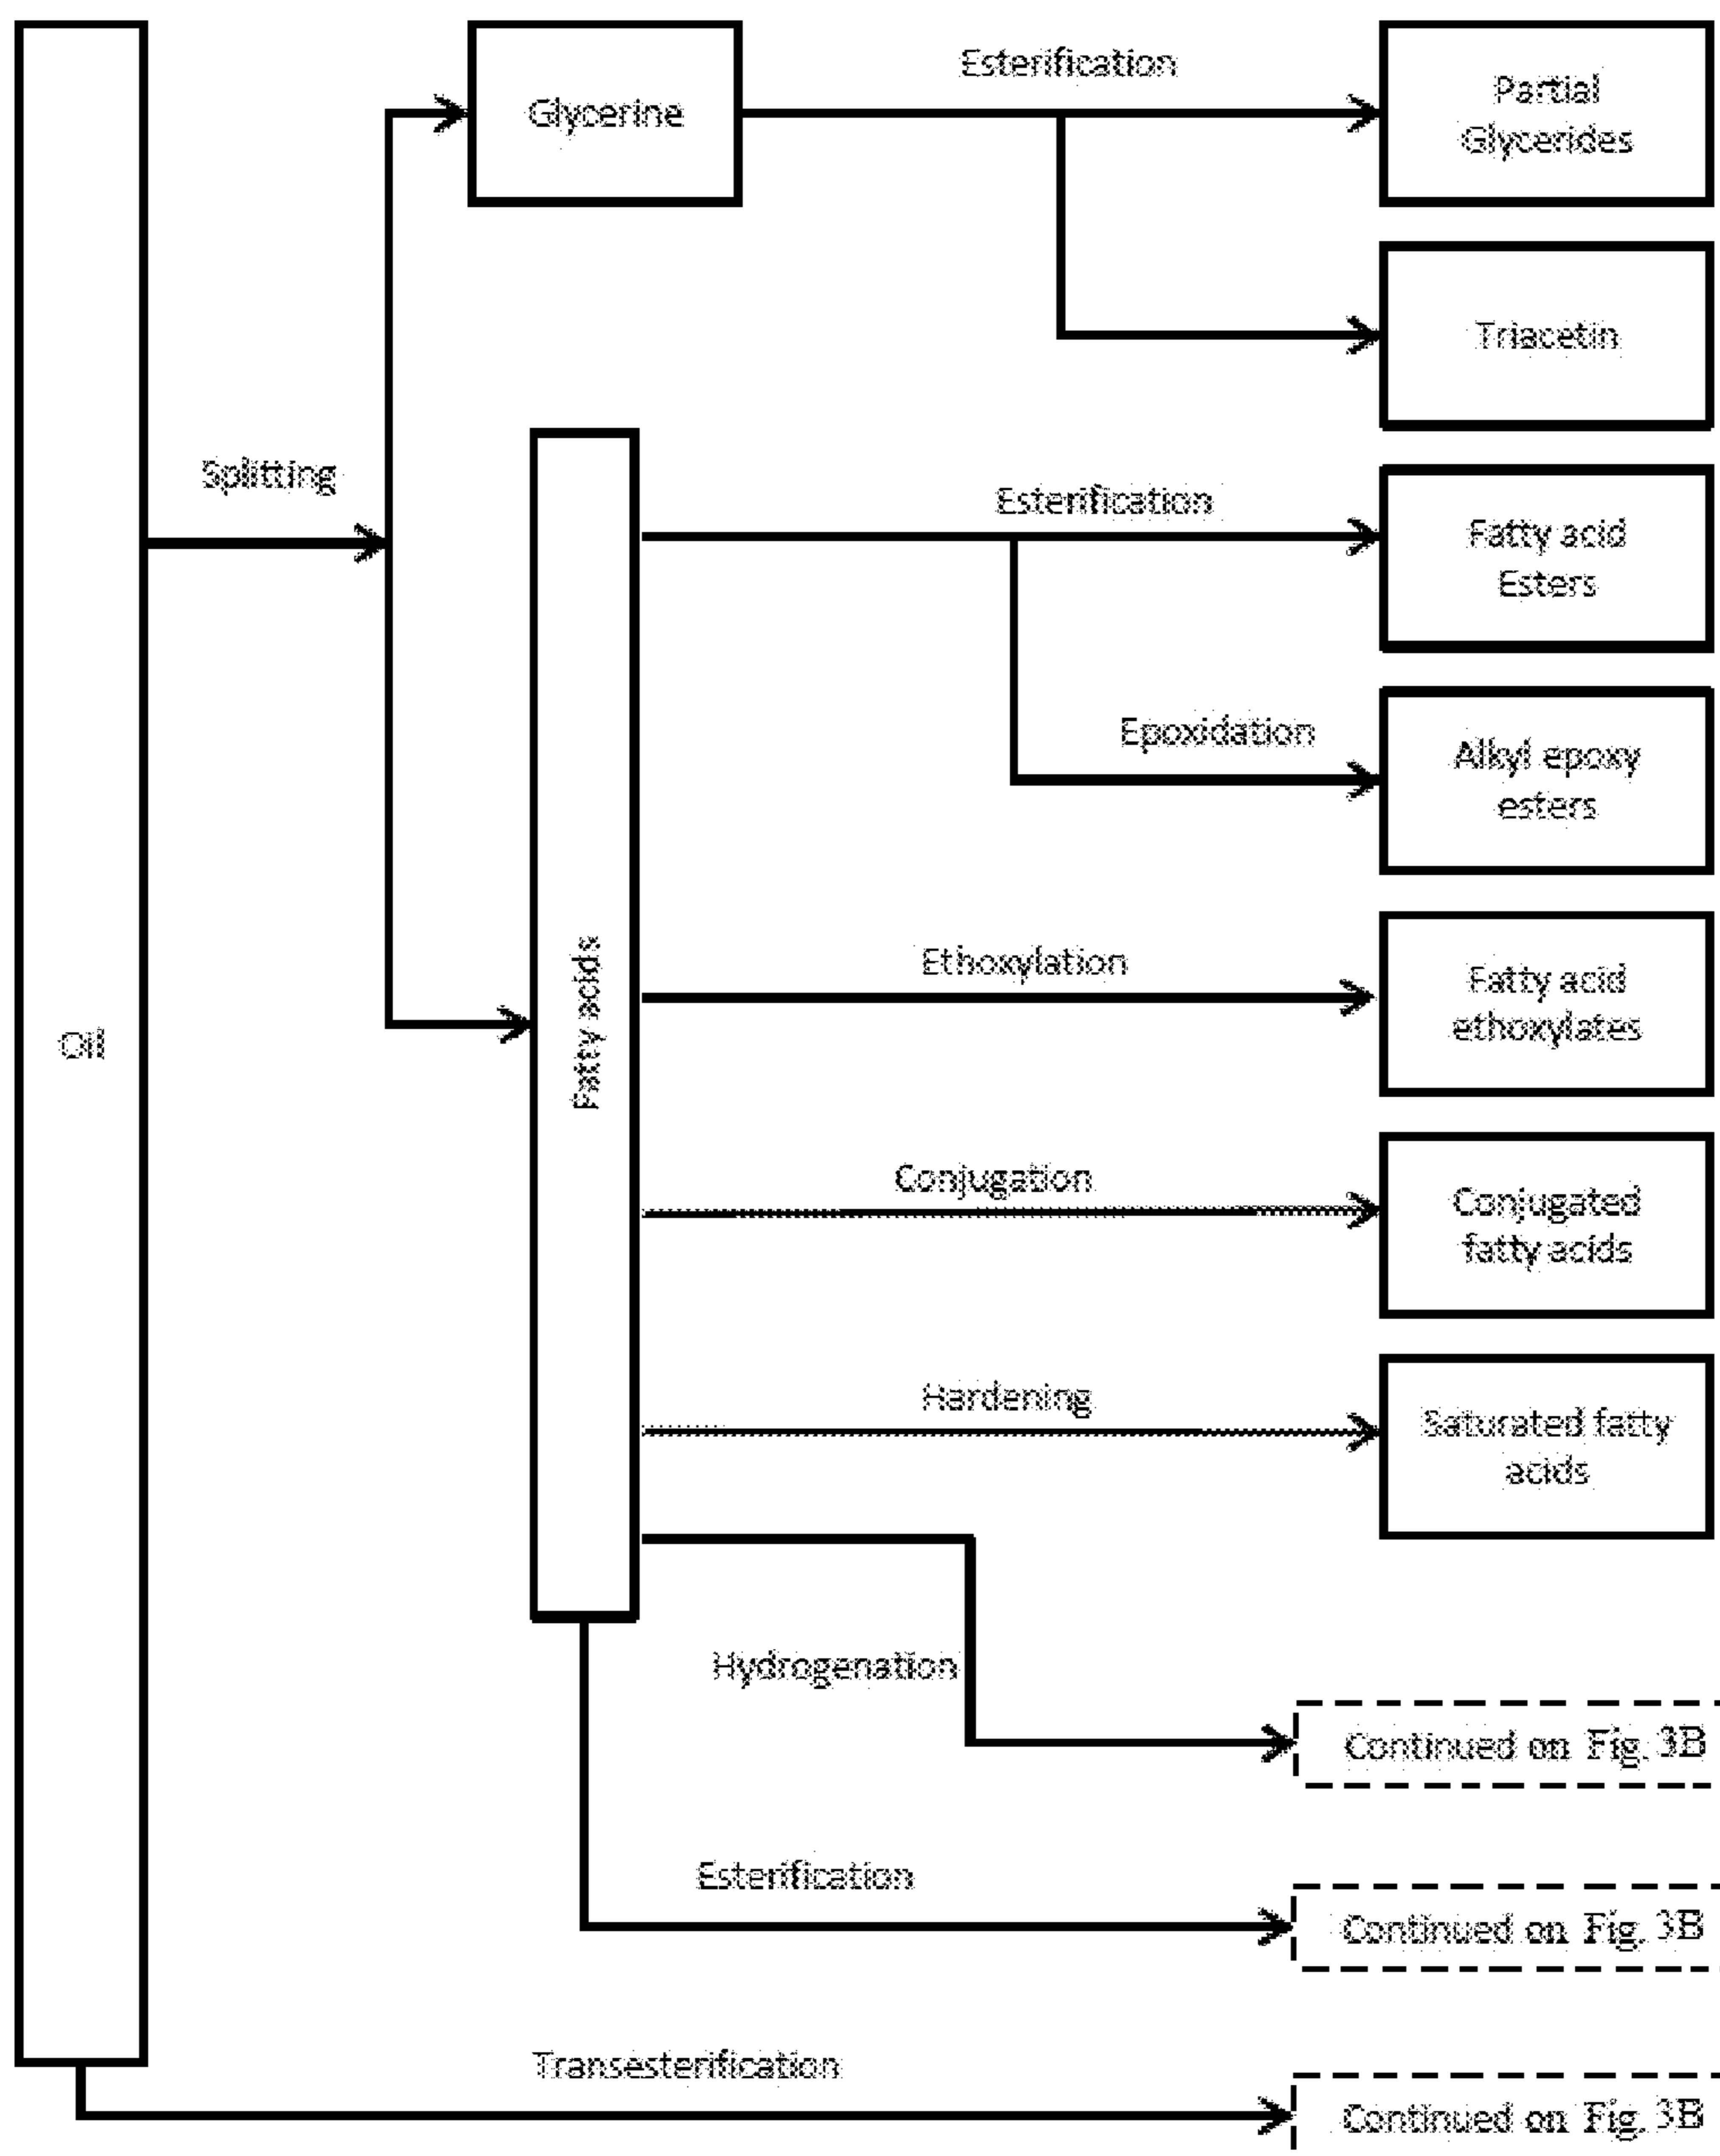 Esterification
Glycerine
Partial
Glycerides
Triacetin
Splitting
Esterification
Fatty acid
Esters
Epoxidation
Alkyl epoxy
esters
Oil
Fatty acids
Ethoxylation
Fatty acid
ethoxylates
Conjugation
Conjugated
fatty acids
Hardening
Saturated fatty
acids
Hydrogenation
Continued on Fig. 3B
Esterification
Continued on Fig. 3B
Transesterification
Continued on Fig. 3B